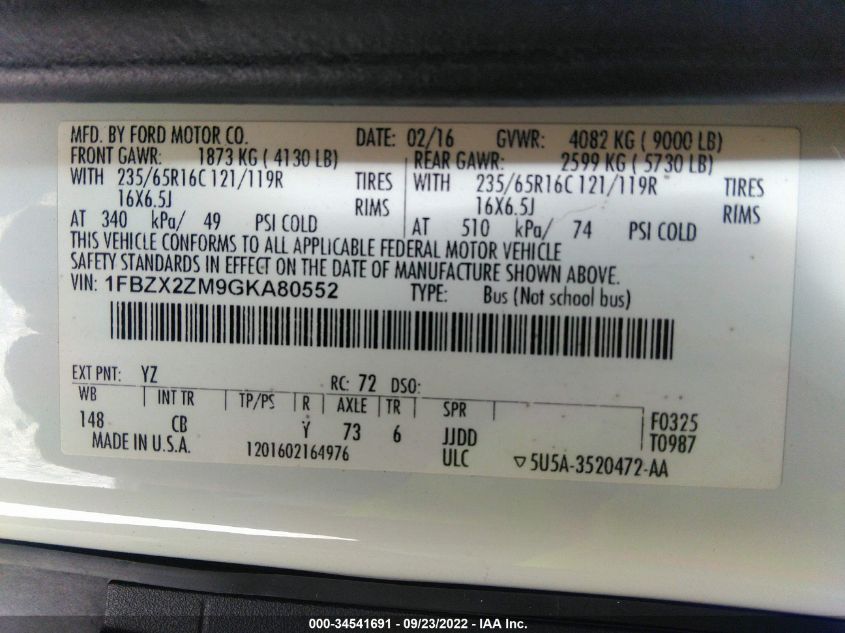 MFD. BY FORD MOTOR CO. DATE: 02/16 GVWR: 4082 KG ( 9000 LB)
FRONT GAWR: 1873 KG ( 4130 LB) REAR GAWR: 2599 KG ( 5730 LB)
WITH 235/65R16C 121/119R TIRES WITH 235/65R16C 121/119R TIRES
16X6.5J RIMS 16X6.5J RIMS
AT 340 kPa/ 49 PSI COLD AT 510 kPa/ 74 PSI COLD
THIS VEHICLE CONFORMS TO ALL APPLICABLE FEDERAL MOTOR VEHICLE
SAFETY STANDARDS IN EFFECT ON THE DATE OF MANUFACTURE SHOWN ABOVE.
VIN: 1FBZX2ZM9GKA80552 TYPE: Bus (Not school bus)
EXT PNT: YZ RC: 72 DSO:
WB INT TR TP/PS R AXLE TR SPR F0325
148 CB Y 73 6 JJDD T0987
MADE IN U.S.A. 1201602164976 ULC ▽5U5A-3520472-AA
000-34541691 - 09/23/2022 - IAA Inc.